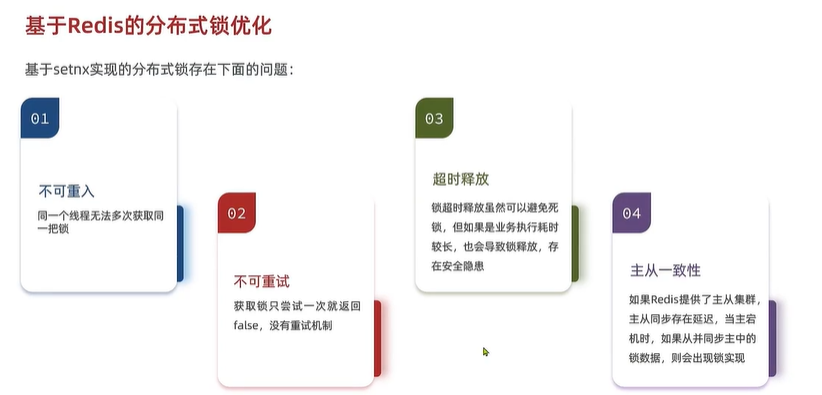 基于Redis的分布式锁优化
基于setnx实现的分布式锁存在下面的问题：
01
不可重入
同一个线程无法多次获取同
一把锁
02
不可重试
获取锁只尝试一次就返回
false，没有重试机制
03
超时释放
锁超时释放虽然可以避免死
锁，但如果是业务执行耗时
较长，也会导致锁释放，存
在安全隐患
04
主从一致性
如果Redis提供了主从集群，
主从同步存在延迟，当主宕
机时，如果从并同步主中的
锁数据，则会出现锁实现